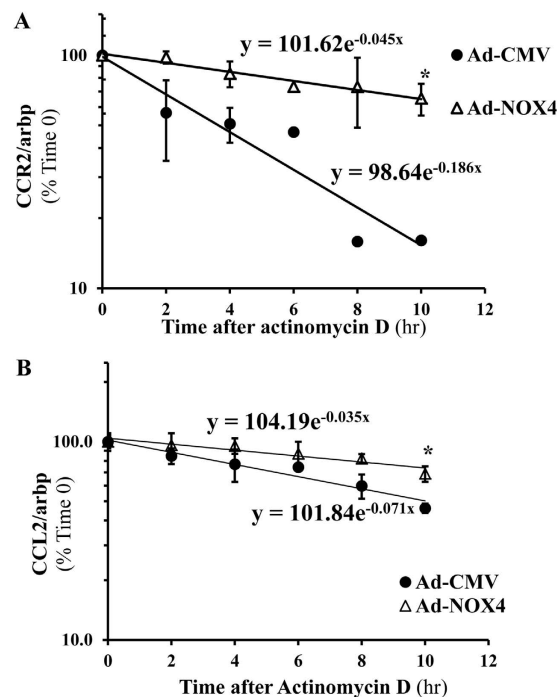 A
y = 101.62e-0.045x
*
Ad-CMV
Ad-NOX4
100
CCR2/arbp
(% Time 0)
y = 98.64e-0.186x
10
0 2 4 6 8 10 12
Time after actinomycin D (hr)
B
y = 104.19e-0.035x
*
100.0
CCL2/arbp
(% Time 0)
y = 101.84e-0.071x
Ad-CMV
Ad-NOX4
10.0
0 2 4 6 8 10 12
Time after Actinomycin D (hr)